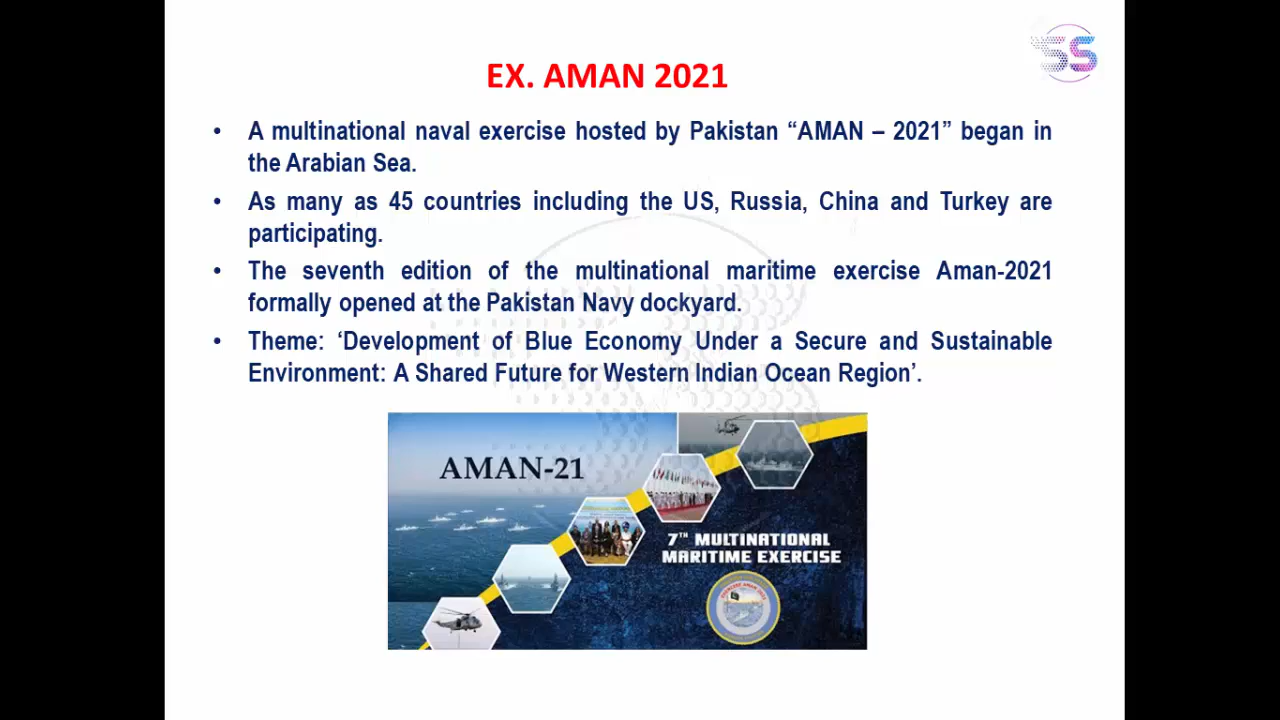 SS
EX. AMAN 2021
• A multinational naval exercise hosted by Pakistan “AMAN – 2021” began in
the Arabian Sea.
• As many as 45 countries including the US, Russia, China and Turkey are
participating.
• The seventh edition of the multinational maritime exercise Aman-2021
formally opened at the Pakistan Navy dockyard.
• Theme: ‘Development of Blue Economy Under a Secure and Sustainable
Environment: A Shared Future for Western Indian Ocean Region’.
AMAN-21
7TH MULTINATIONAL
MARITIME EXERCISE